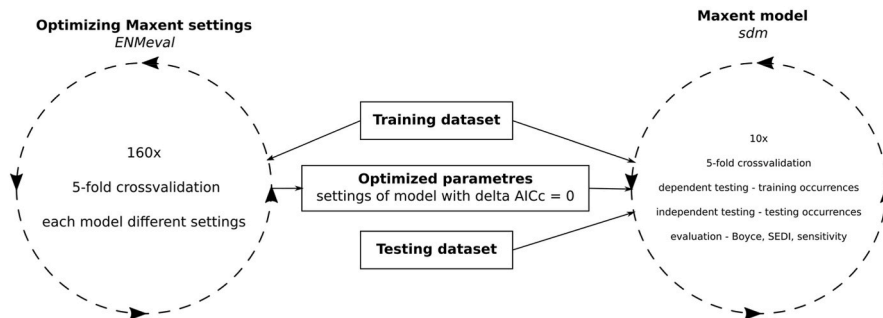 Optimizing Maxent settings
ENMeval
160x
5-fold crossvalidation
each model different settings
Training dataset
Optimized parametres
settings of model with delta AICc = 0
Testing dataset
Maxent model
sdm
10x
5-fold crossvalidation
dependent testing - training occurrences
independent testing - testing occurrences
evaluation - Boyce, SEDI, sensitivity